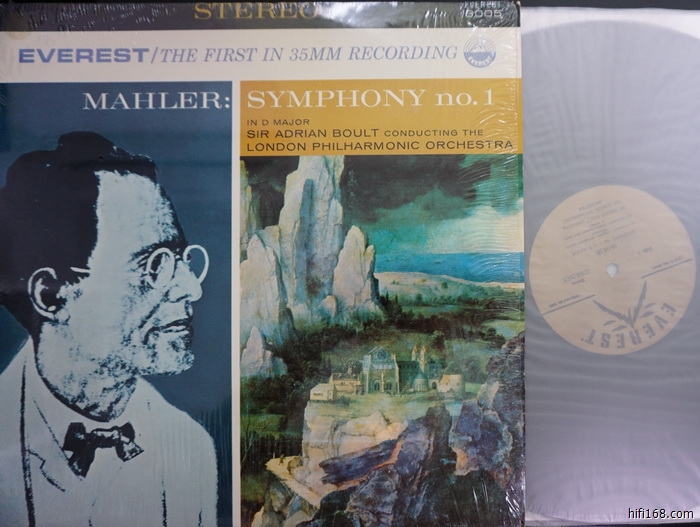 STEREO
EVEREST / THE FIRST IN 35MM RECORDING
EVEREST
MAHLER: SYMPHONY no. 1
IN D MAJOR
SIR ADRIAN BOULT CONDUCTING THE
LONDON PHILHARMONIC ORCHESTRA
EVEREST
hifi168.com